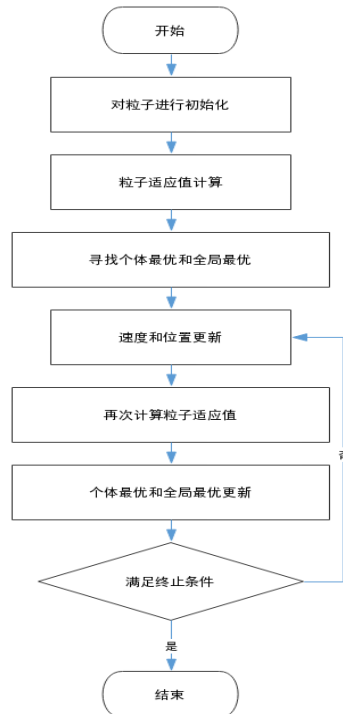 开始
对粒子进行初始化
粒子适应值计算
寻找个体最优和全局最优
速度和位置更新
再次计算粒子适应值
个体最优和全局最优更新
满足终止条件
是
结束